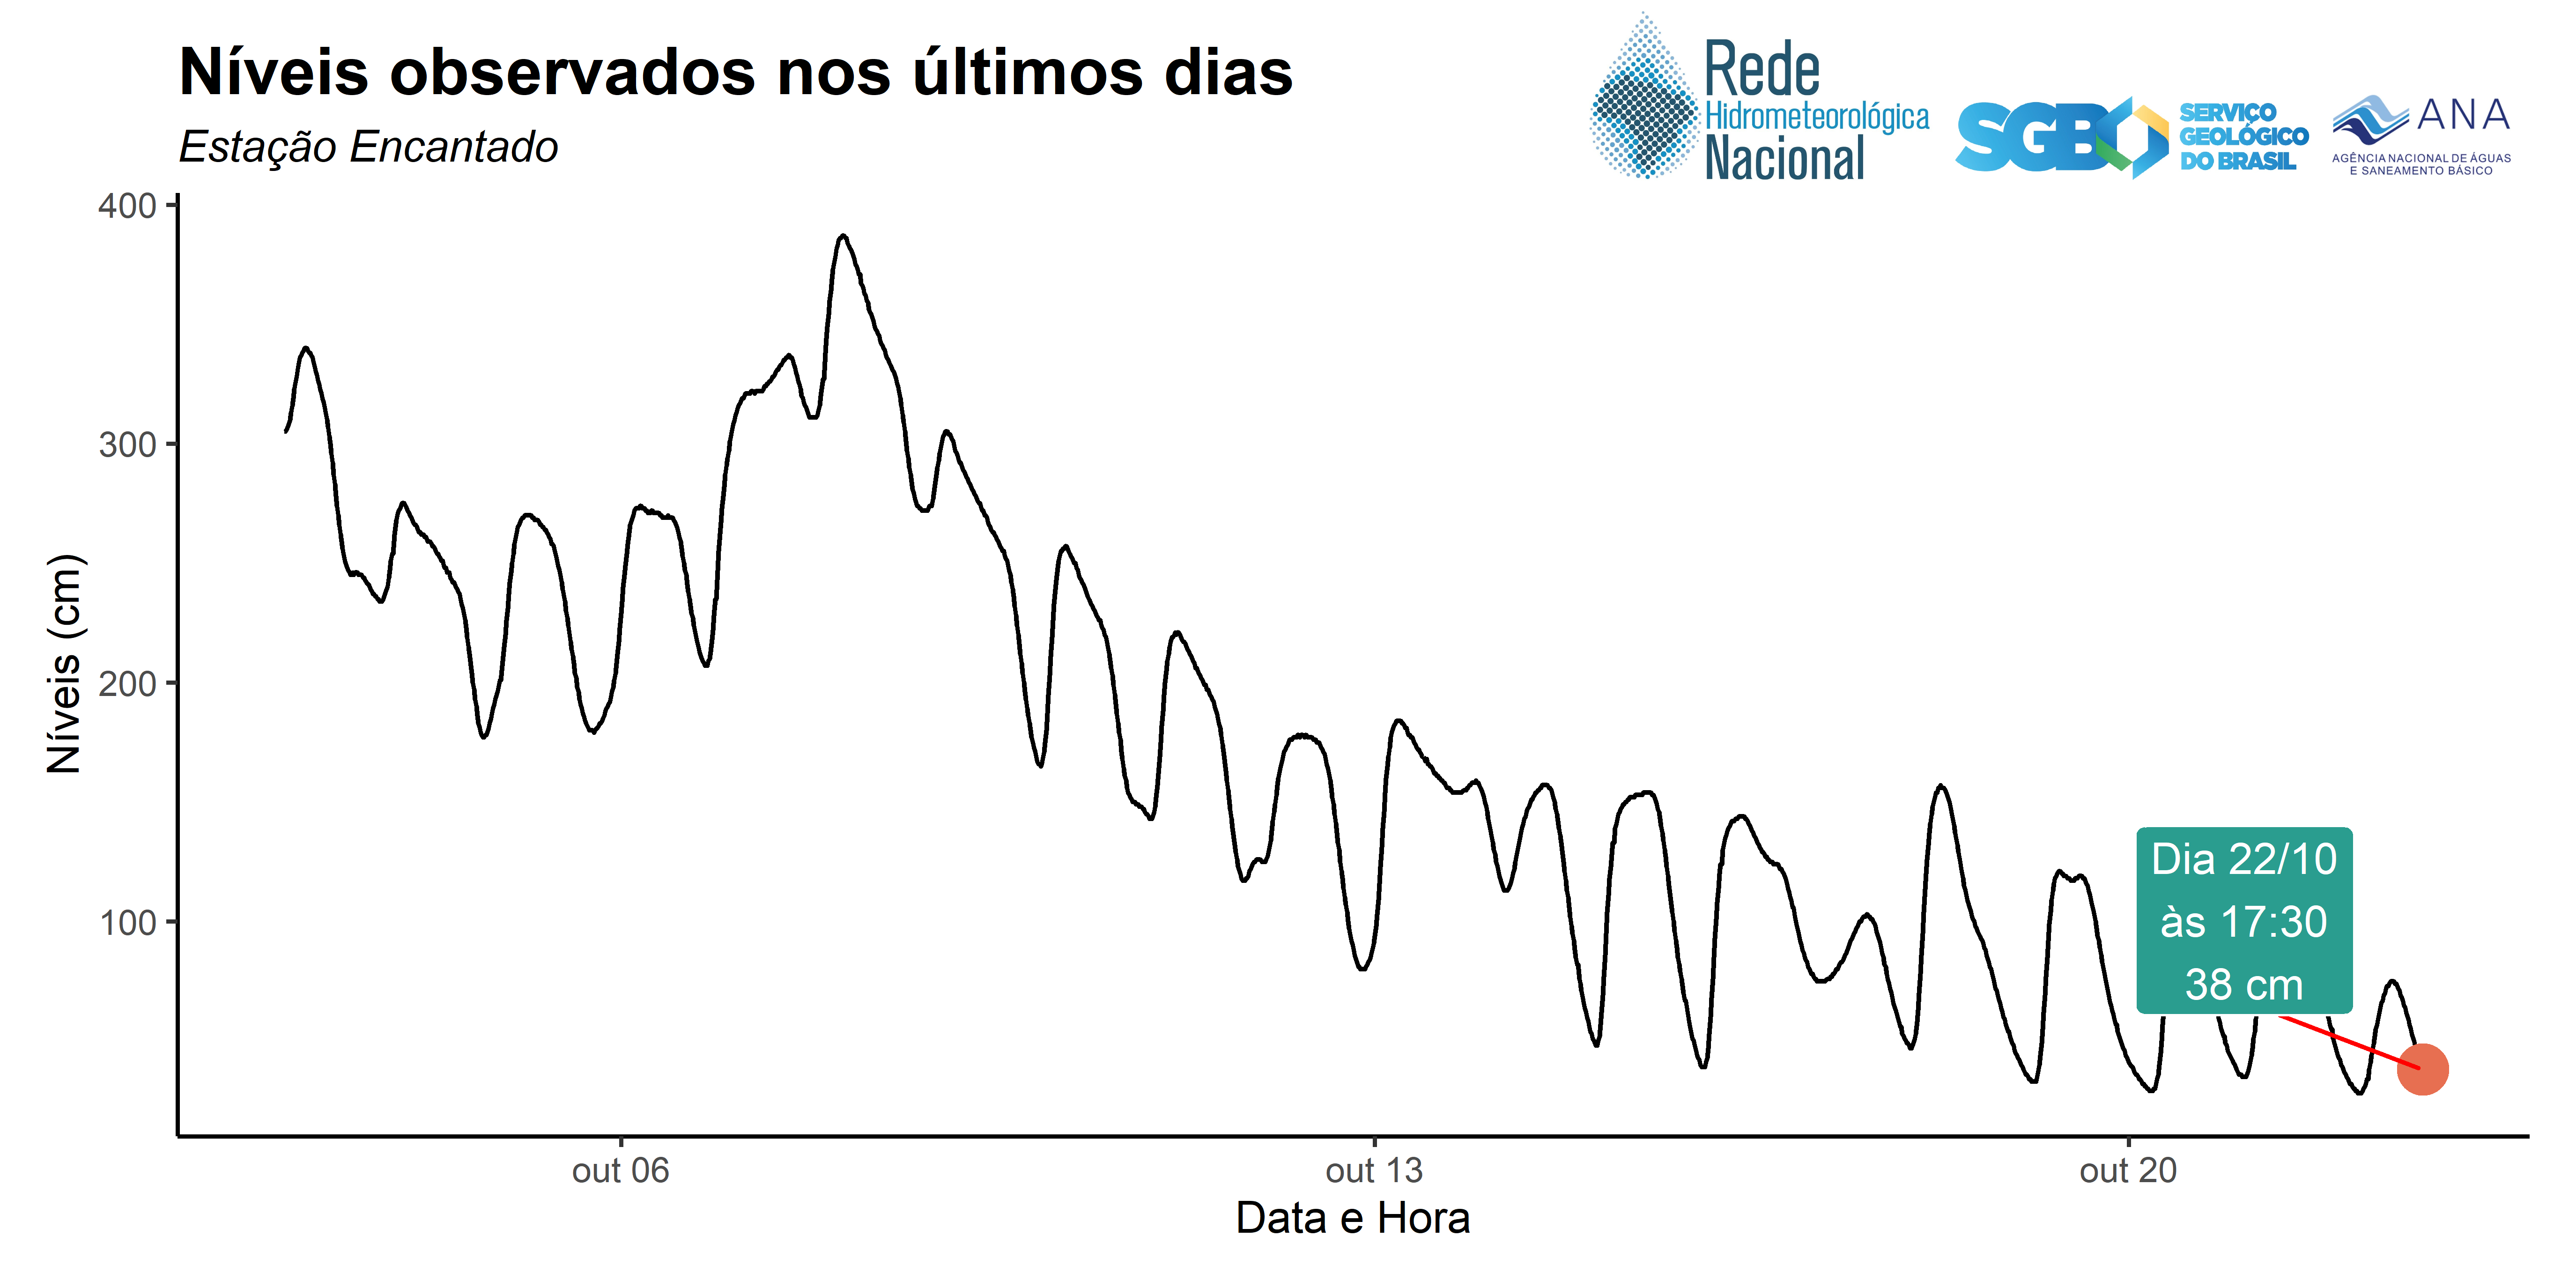 Níveis observados nos últimos dias
Estação Encantado
Rede
Hidrometeorológica
Nacional
SGB
SERVIÇO
GEOLÓGICO
DO BRASIL
ANA
AGÊNCIA NACIONAL DE ÁGUAS
E SANEAMENTO BÁSICO
Níveis (cm)
400
300
200
100
Dia 22/10
às 17:30
38 cm
out 06
out 13
out 20
Data e Hora